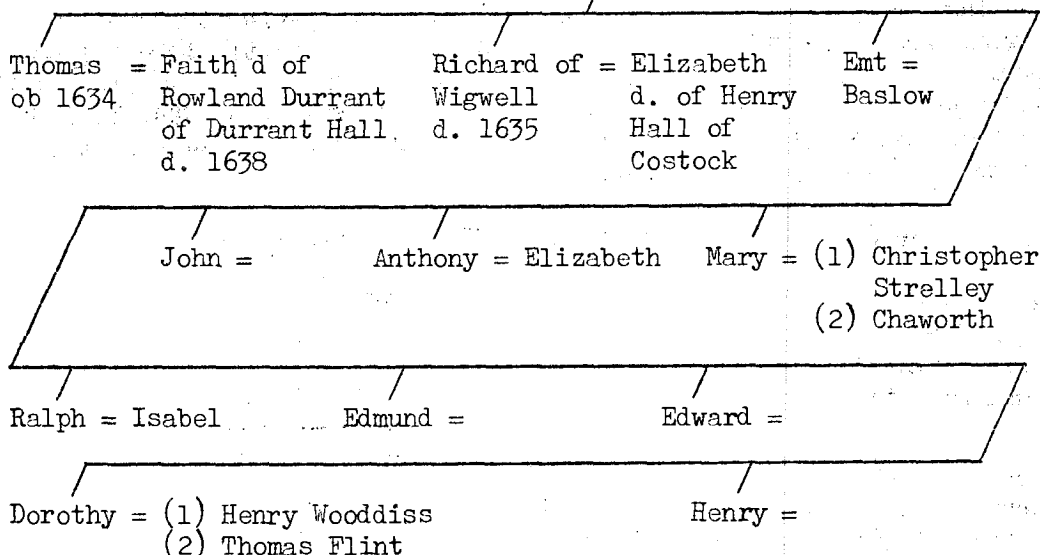 Thomas = Faith d of Richard of = Elizabeth Emt =
ob 1634 Rowland Durrant Wigwell d. of Henry Baslow
of Durrant Hall d. 1635 Hall of
d. 1638 Costock
John = Anthony = Elizabeth Mary = (1) Christopher
Strelley
(2) Chaworth
Ralph = Isabel Edmund = Edward =
Dorothy = (1) Henry Wooddiss Henry =
(2) Thomas Flint